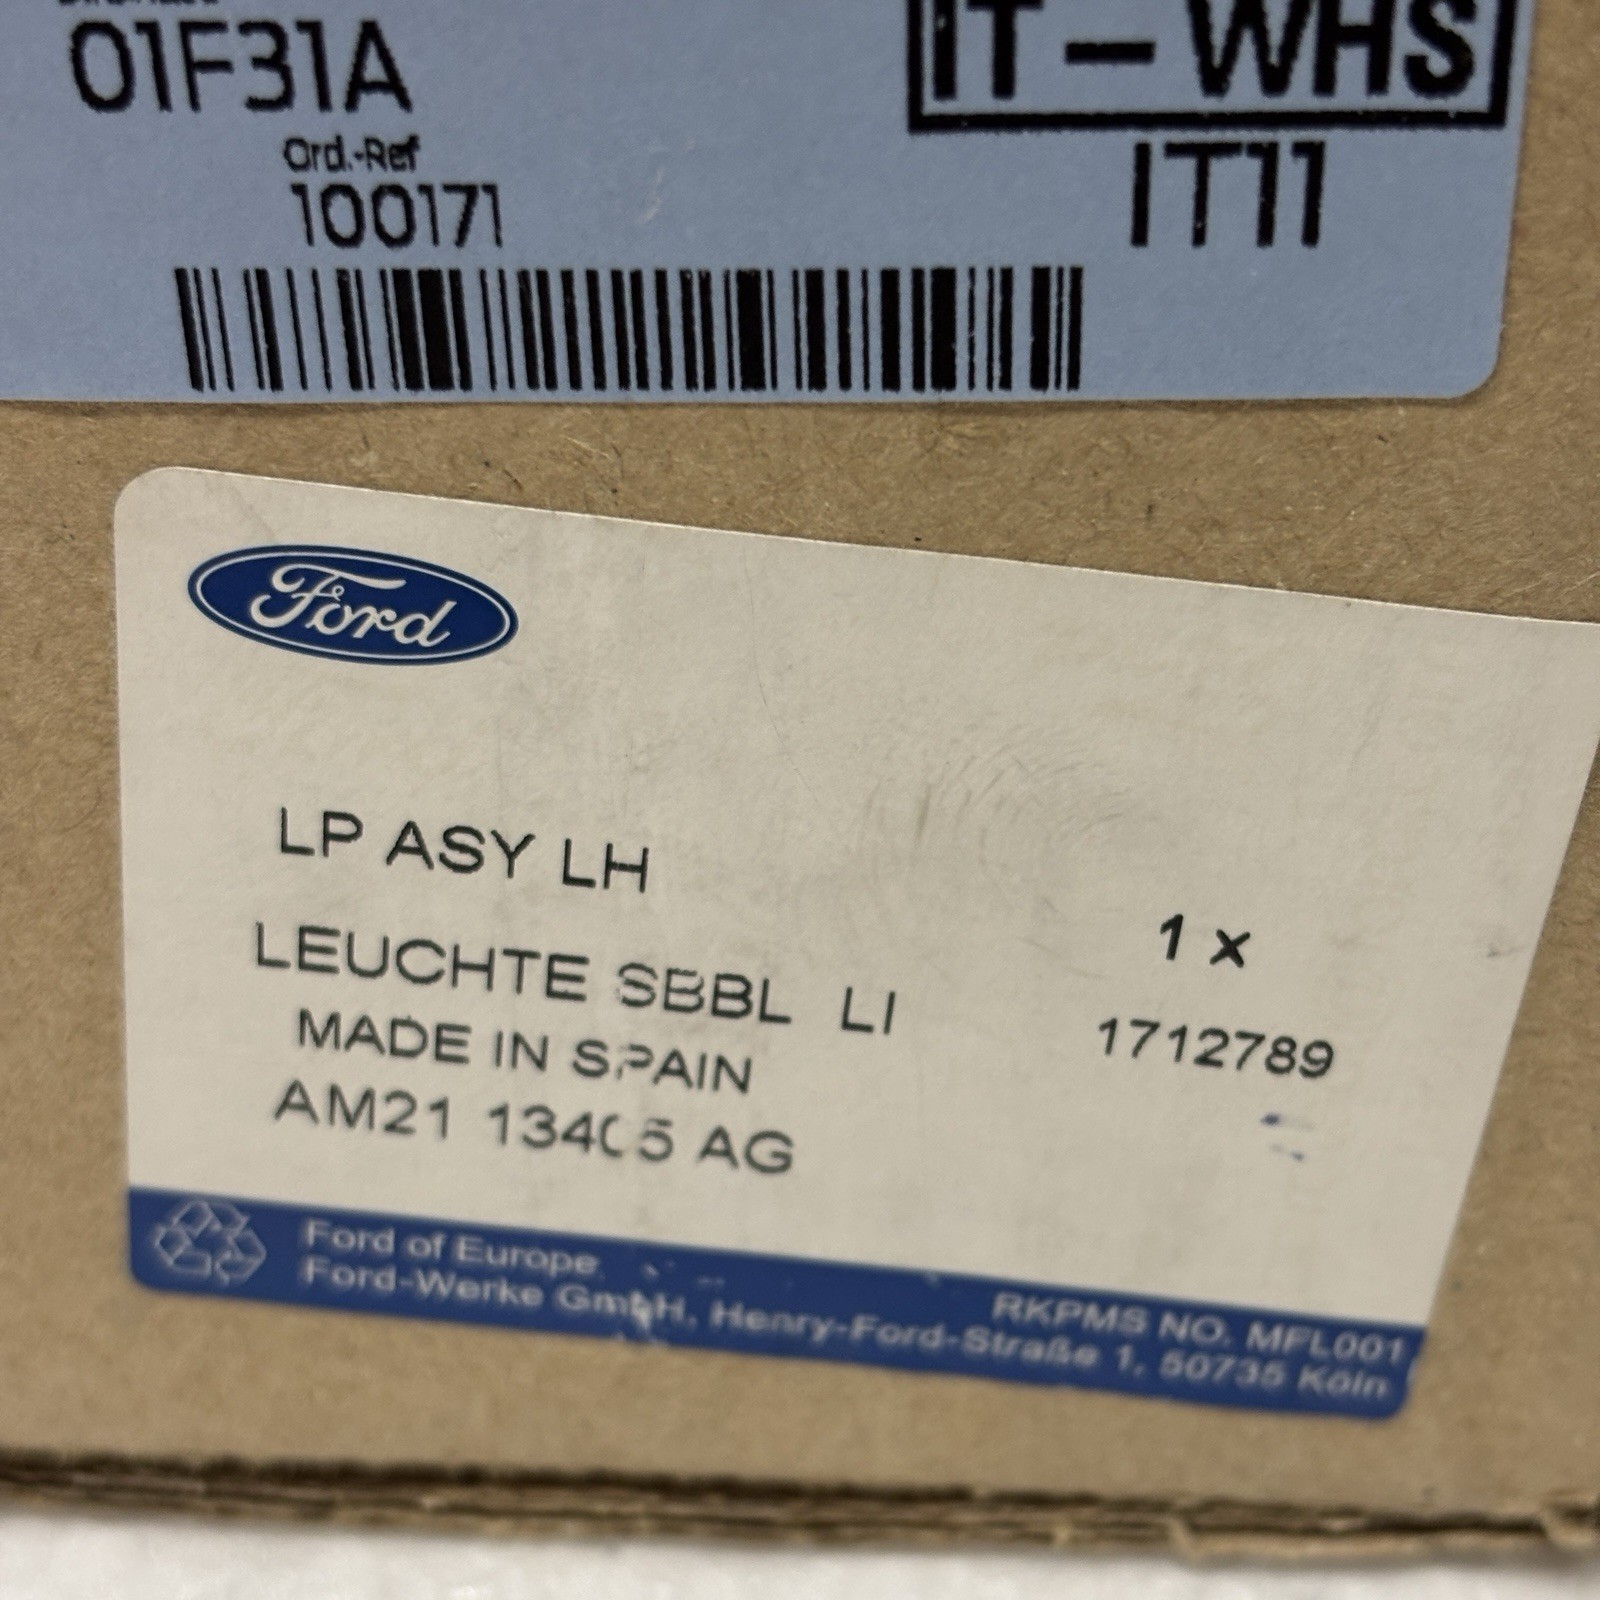 01F31A
IT-WHS
Ord.-Ref
100171
IT11
Ford
LP ASY LH
1 x
LEUCHTE SBBL LI
1712789
MADE IN SPAIN
AM21 13405 AG
Ford of Europe
RKPMS NO. MFL001
Ford-Werke GmbH, Henry-Ford-Straße 1, 50735 Köln